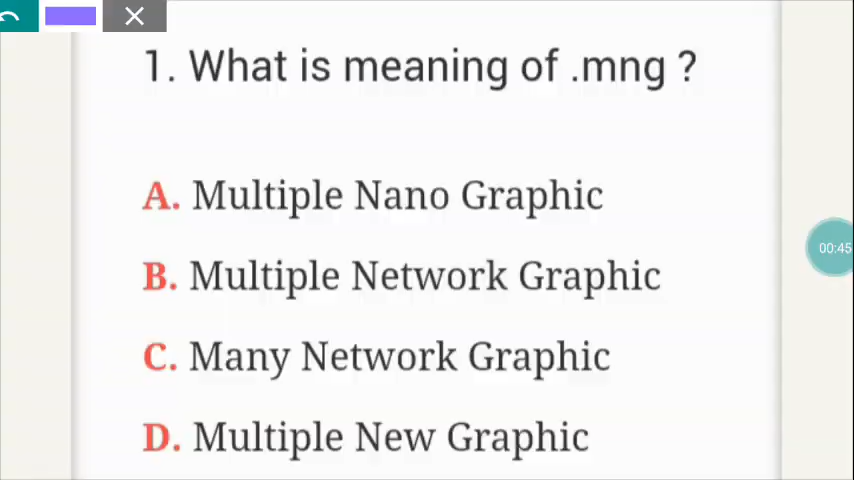 1. What is meaning of .mng ?
A. Multiple Nano Graphic
B. Multiple Network Graphic
00:45
C. Many Network Graphic
D. Multiple New Graphic